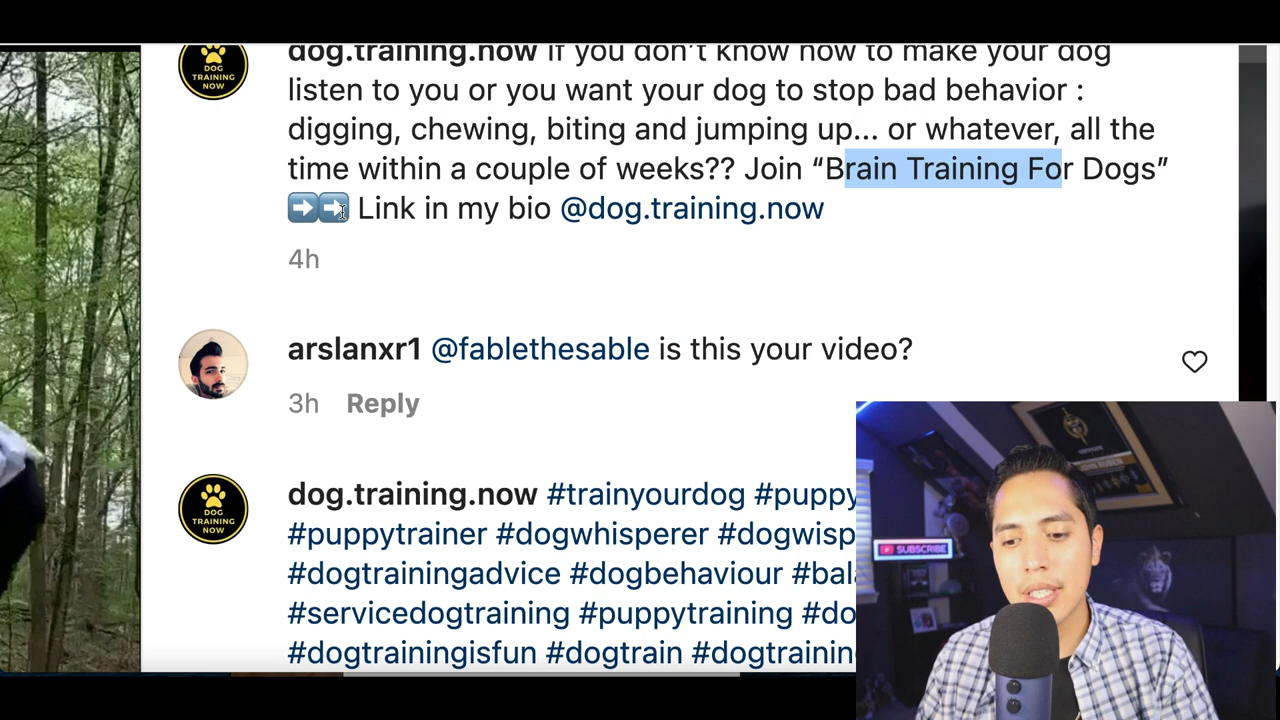 dog.training.now If you don't know how to make your dog
listen to you or you want your dog to stop bad behavior :
digging, chewing, biting and jumping up... or whatever, all the
time within a couple of weeks?? Join “Brain Training For Dogs”
➡️➡️ Link in my bio @dog.training.now
4h
DOG
TRAINING
NOW
arslanxr1 @fablethesable is this your video?
3h Reply
dog.training.now #trainyourdog #puppy
#puppytrainer #dogwhisperer #dogwisp
#dogtrainingadvice #dogbehaviour #bal
#servicedogtraining #puppytraining #do
#dogtrainingisfun #dogtrain #dogtraining
DOG
TRAINING
NOW
SUBSCRIBE